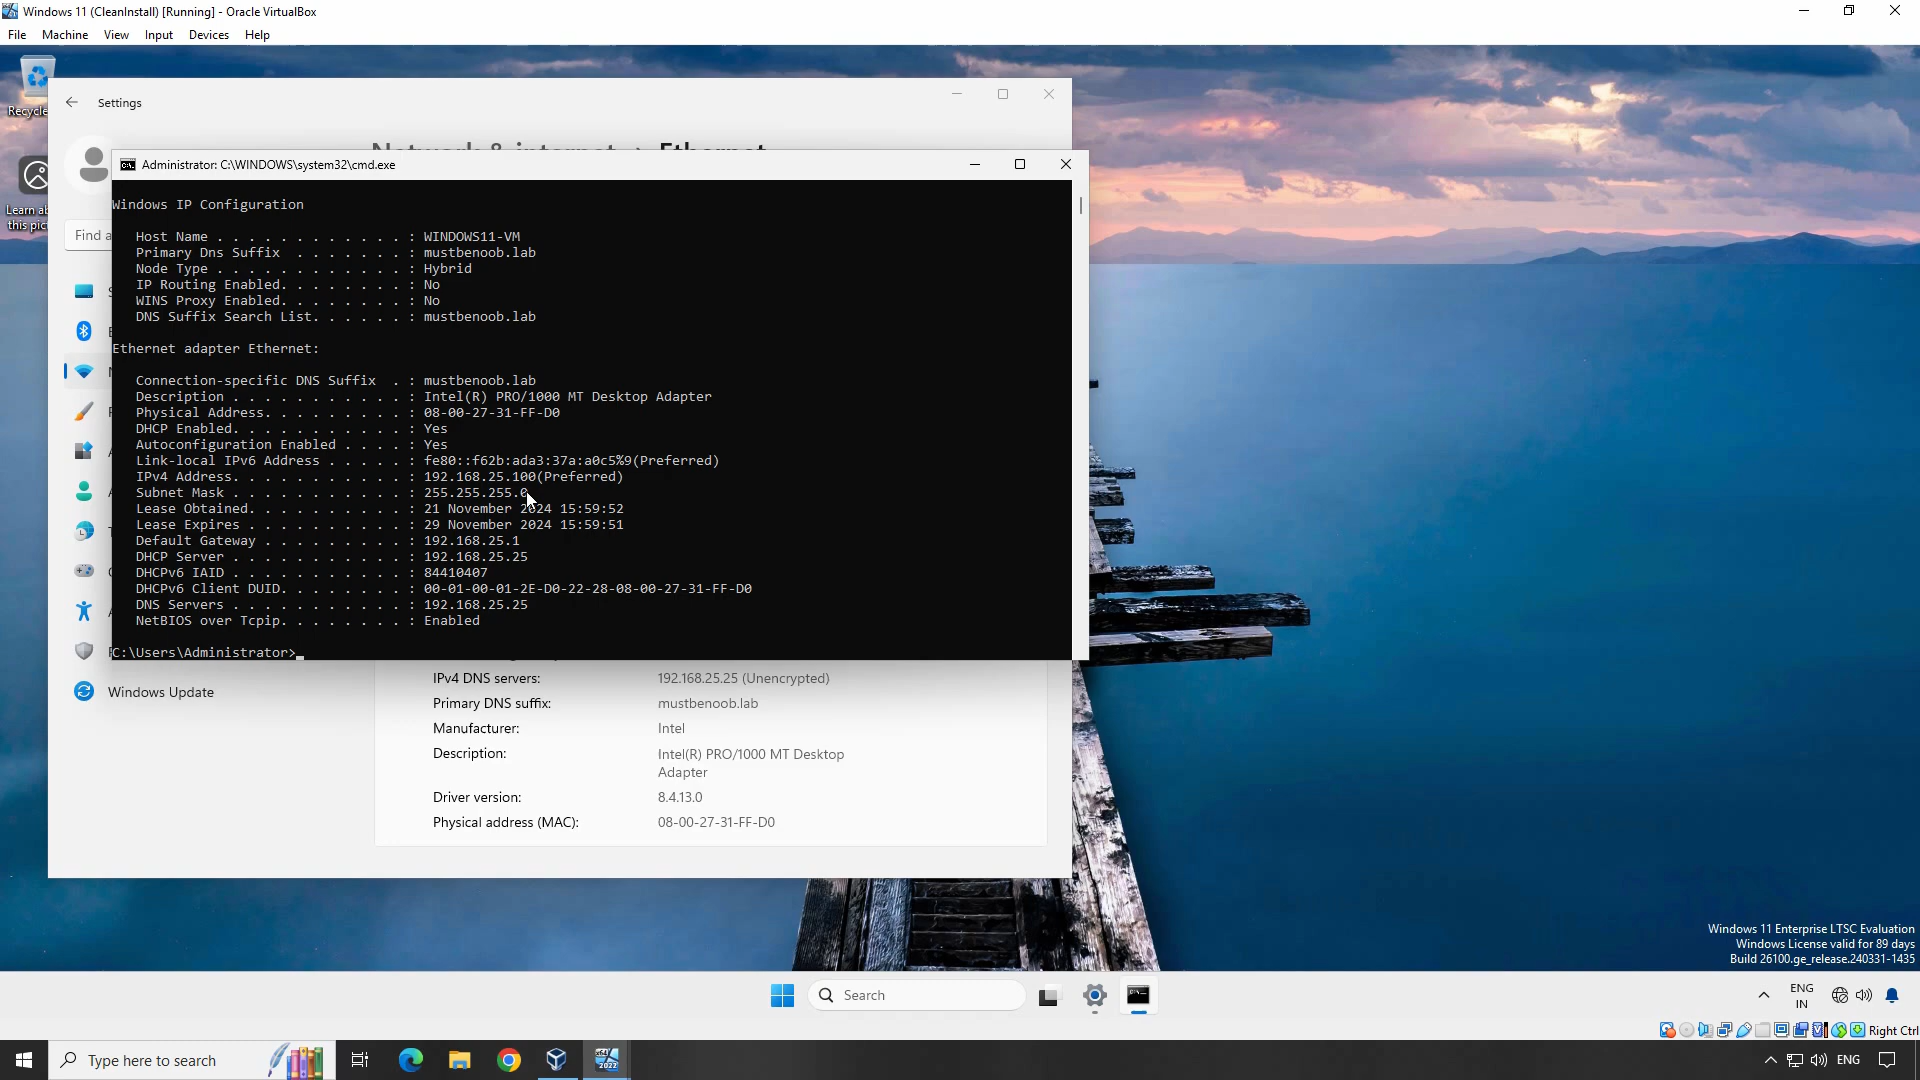 Windows 11 (CleanInstall) [Running] - Oracle VirtualBox
File Machine View Input Devices Help
Recycle
Learn ab
this pict
Settings
Network & internet › Ethernet
Find a
Administrator: C:\WINDOWS\system32\cmd.exe
Windows IP Configuration
Host Name . . . . . . . . . . . . : WINDOWS11-VM
Primary Dns Suffix  . . . . . . . : mustbenoob.lab
Node Type . . . . . . . . . . . . : Hybrid
IP Routing Enabled. . . . . . . . : No
WINS Proxy Enabled. . . . . . . . : No
DNS Suffix Search List. . . . . . : mustbenoob.lab
Ethernet adapter Ethernet:
Connection-specific DNS Suffix  . : mustbenoob.lab
Description . . . . . . . . . . . : Intel(R) PRO/1000 MT Desktop Adapter
Physical Address. . . . . . . . . : 08-00-27-31-FF-D0
DHCP Enabled. . . . . . . . . . . : Yes
Autoconfiguration Enabled . . . . : Yes
Link-local IPv6 Address . . . . . : fe80::f62b:ada3:37a:a0c5%9(Preferred)
IPv4 Address. . . . . . . . . . . : 192.168.25.100(Preferred)
Subnet Mask . . . . . . . . . . . : 255.255.255.0
Lease Obtained. . . . . . . . . . : 21 November 2024 15:59:52
Lease Expires . . . . . . . . . . : 29 November 2024 15:59:51
Default Gateway . . . . . . . . . : 192.168.25.1
DHCP Server . . . . . . . . . . . : 192.168.25.25
DHCPv6 IAID . . . . . . . . . . . : 84410407
DHCPv6 Client DUID. . . . . . . . : 00-01-00-01-2E-D0-22-28-08-00-27-31-FF-D0
DNS Servers . . . . . . . . . . . : 192.168.25.25
NetBIOS over Tcpip. . . . . . . . : Enabled
C:\Users\Administrator>
Windows Update
IPv4 DNS servers: 192.168.25.25 (Unencrypted)
Primary DNS suffix: mustbenoob.lab
Manufacturer: Intel
Description: Intel(R) PRO/1000 MT Desktop
Adapter
Driver version: 8.4.13.0
Physical address (MAC): 08-00-27-31-FF-D0
Windows 11 Enterprise LTSC Evaluation
Windows License valid for 89 days
Build 26100.ge_release.240331-1435
Search
ENG
IN
Right Ctrl
Type here to search
ENG